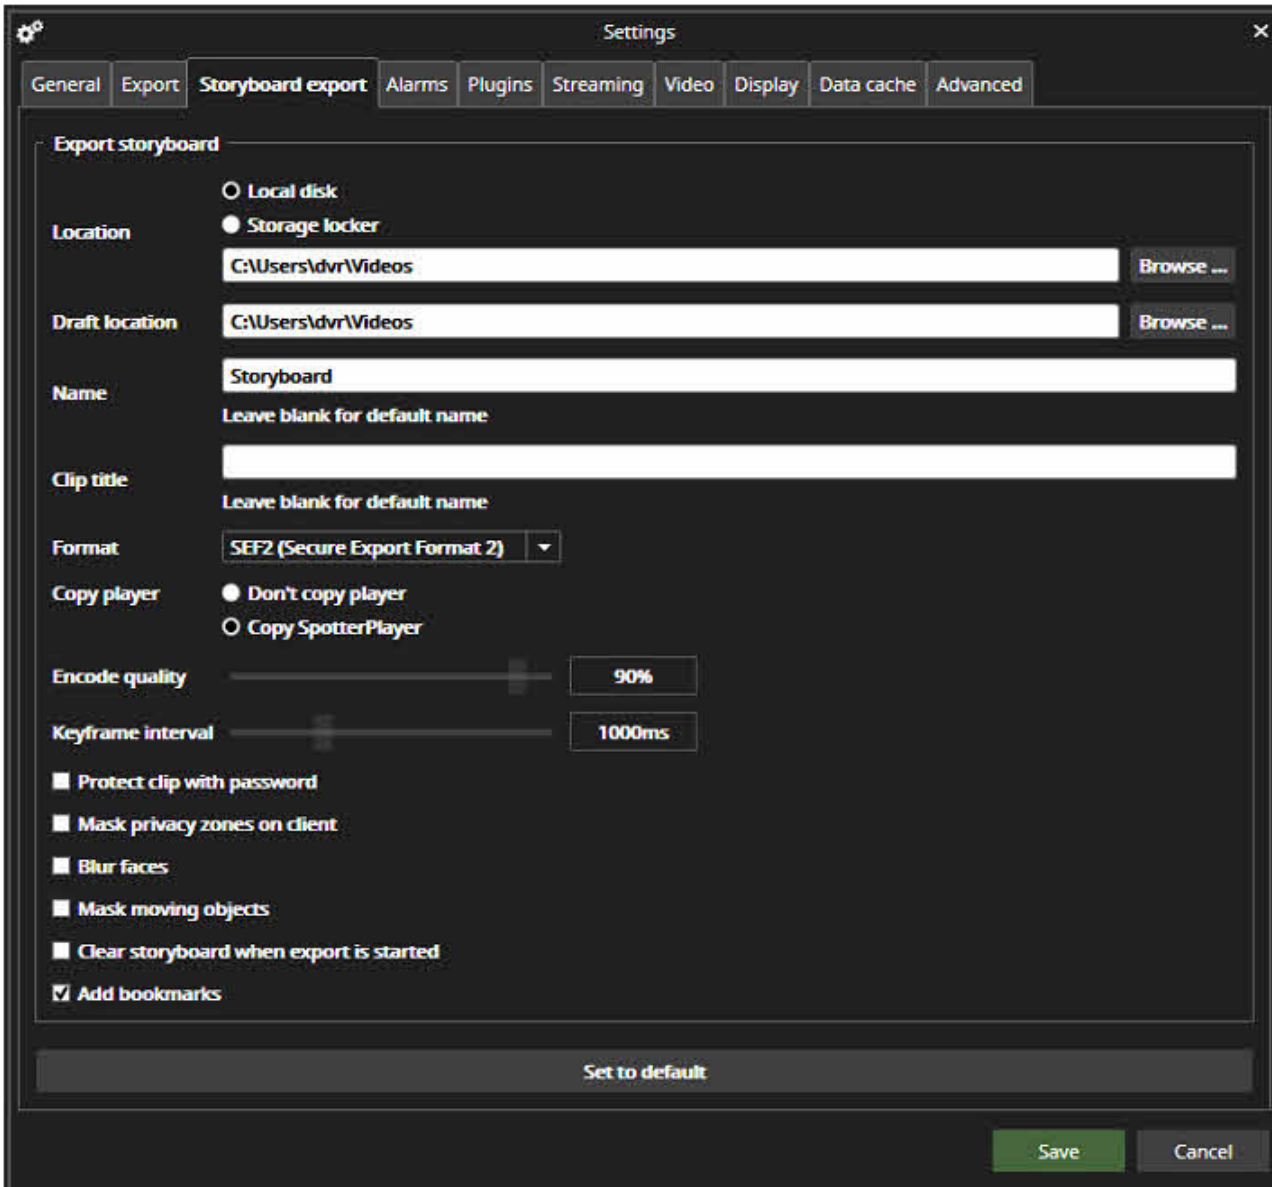 Settings
General Export Storyboard export Alarms Plugins Streaming Video Display Data cache Advanced
Export storyboard
Local disk
Location
Storage locker
C:\Users\dvr\Videos Browse ...
Draft location C:\Users\dvr\Videos Browse ...
Name Storyboard
Leave blank for default name
Clip title
Leave blank for default name
Format SEF2 (Secure Export Format 2)
Copy player Don't copy player
Copy SpotterPlayer
Encode quality 90%
Keyframe interval 1000ms
Protect clip with password
Mask privacy zones on client
Blur faces
Mask moving objects
Clear storyboard when export is started
Add bookmarks
Set to default
Save Cancel